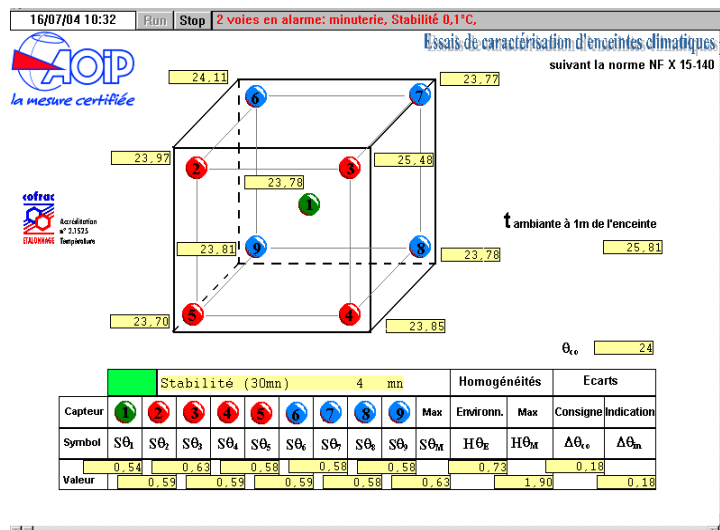 16/07/04 10:32 Run Stop 2 voies en alarme: minuterie, Stabilité 0,1°C,
Essais de caractérisation d'enceintes climatiques
suivant la norme NF X 15-140
AOiP
la mesure certifiée
24,11
23,77
6
7
23,97
25,48
2
3
23,78
1
cofrac
Accréditation
n° 2.1525
ETALONNAGE Température
t ambiante à 1m de l'enceinte
25,81
23,81
9
8
23,78
5
4
23,70
23,85
θco 24
Stabilité (30mn) 4 mn Homogénéités Ecarts
Capteur 1 2 3 4 5 6 7 8 9 Max Environn. Max Consigne Indication
Symbol Sθ1 Sθ2 Sθ3 Sθ4 Sθ5 Sθ6 Sθ7 Sθ8 Sθ9 SθM HθE HθM Δθco Δθin
0,54 0,63 0,58 0,58 0,58 0,73 0,18
Valeur 0,59 0,59 0,59 0,58 0,63 1,90 0,18